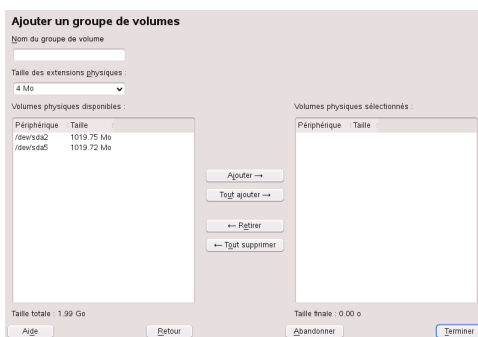 Ajouter un groupe de volumes
Nom du groupe de volume
Taille des extensions physiques :
4 Mo
Volumes physiques disponibles :
Périphérique Taille
/dev/sda2 1019.75 Mo
/dev/sda5 1019.72 Mo
Taille totale : 1.99 Go
Ajouter →
Tout ajouter →
← Retirer
← Tout supprimer
Volumes physiques sélectionnés :
Périphérique Taille
Taille finale : 0.00 o
Aide Retour Abandonner Terminer